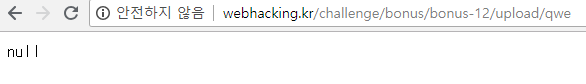 안전하지 않음 webhacking.kr/challenge/bonus/bonus-12/upload/qwe
null